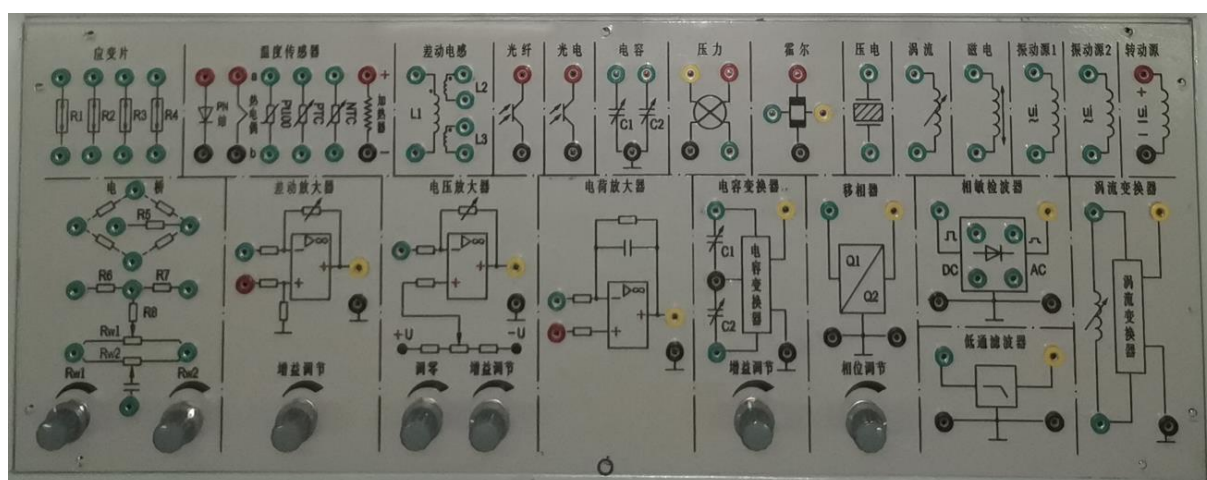 应变片
温度传感器
差动电感
光纤
光电
电容
压力
霍尔
压电
涡流
磁电
振动源1
振动源2
转动源
R1
R2
R3
R4
PN结
a
热电偶
b
Pt100
PTC
NTC
+
加热器
−
L1
L2
L3
C1
C2
ui
~
ui
~
+
ui
−
电桥
R5
R6
R7
R8
Rw1
Rw2
Rw1
Rw2
差动放大器
▷∞
−
+
+
增益调节
电压放大器
▷∞
−
+
+
+U
-U
调零
增益调节
电荷放大器
▷∞
−
+
+
电容变换器
C1
C2
电容变换器
增益调节
移相器
Q1
Q2
相位调节
相敏检波器
DC
AC
低通滤波器
涡流变换器
涡流变换器